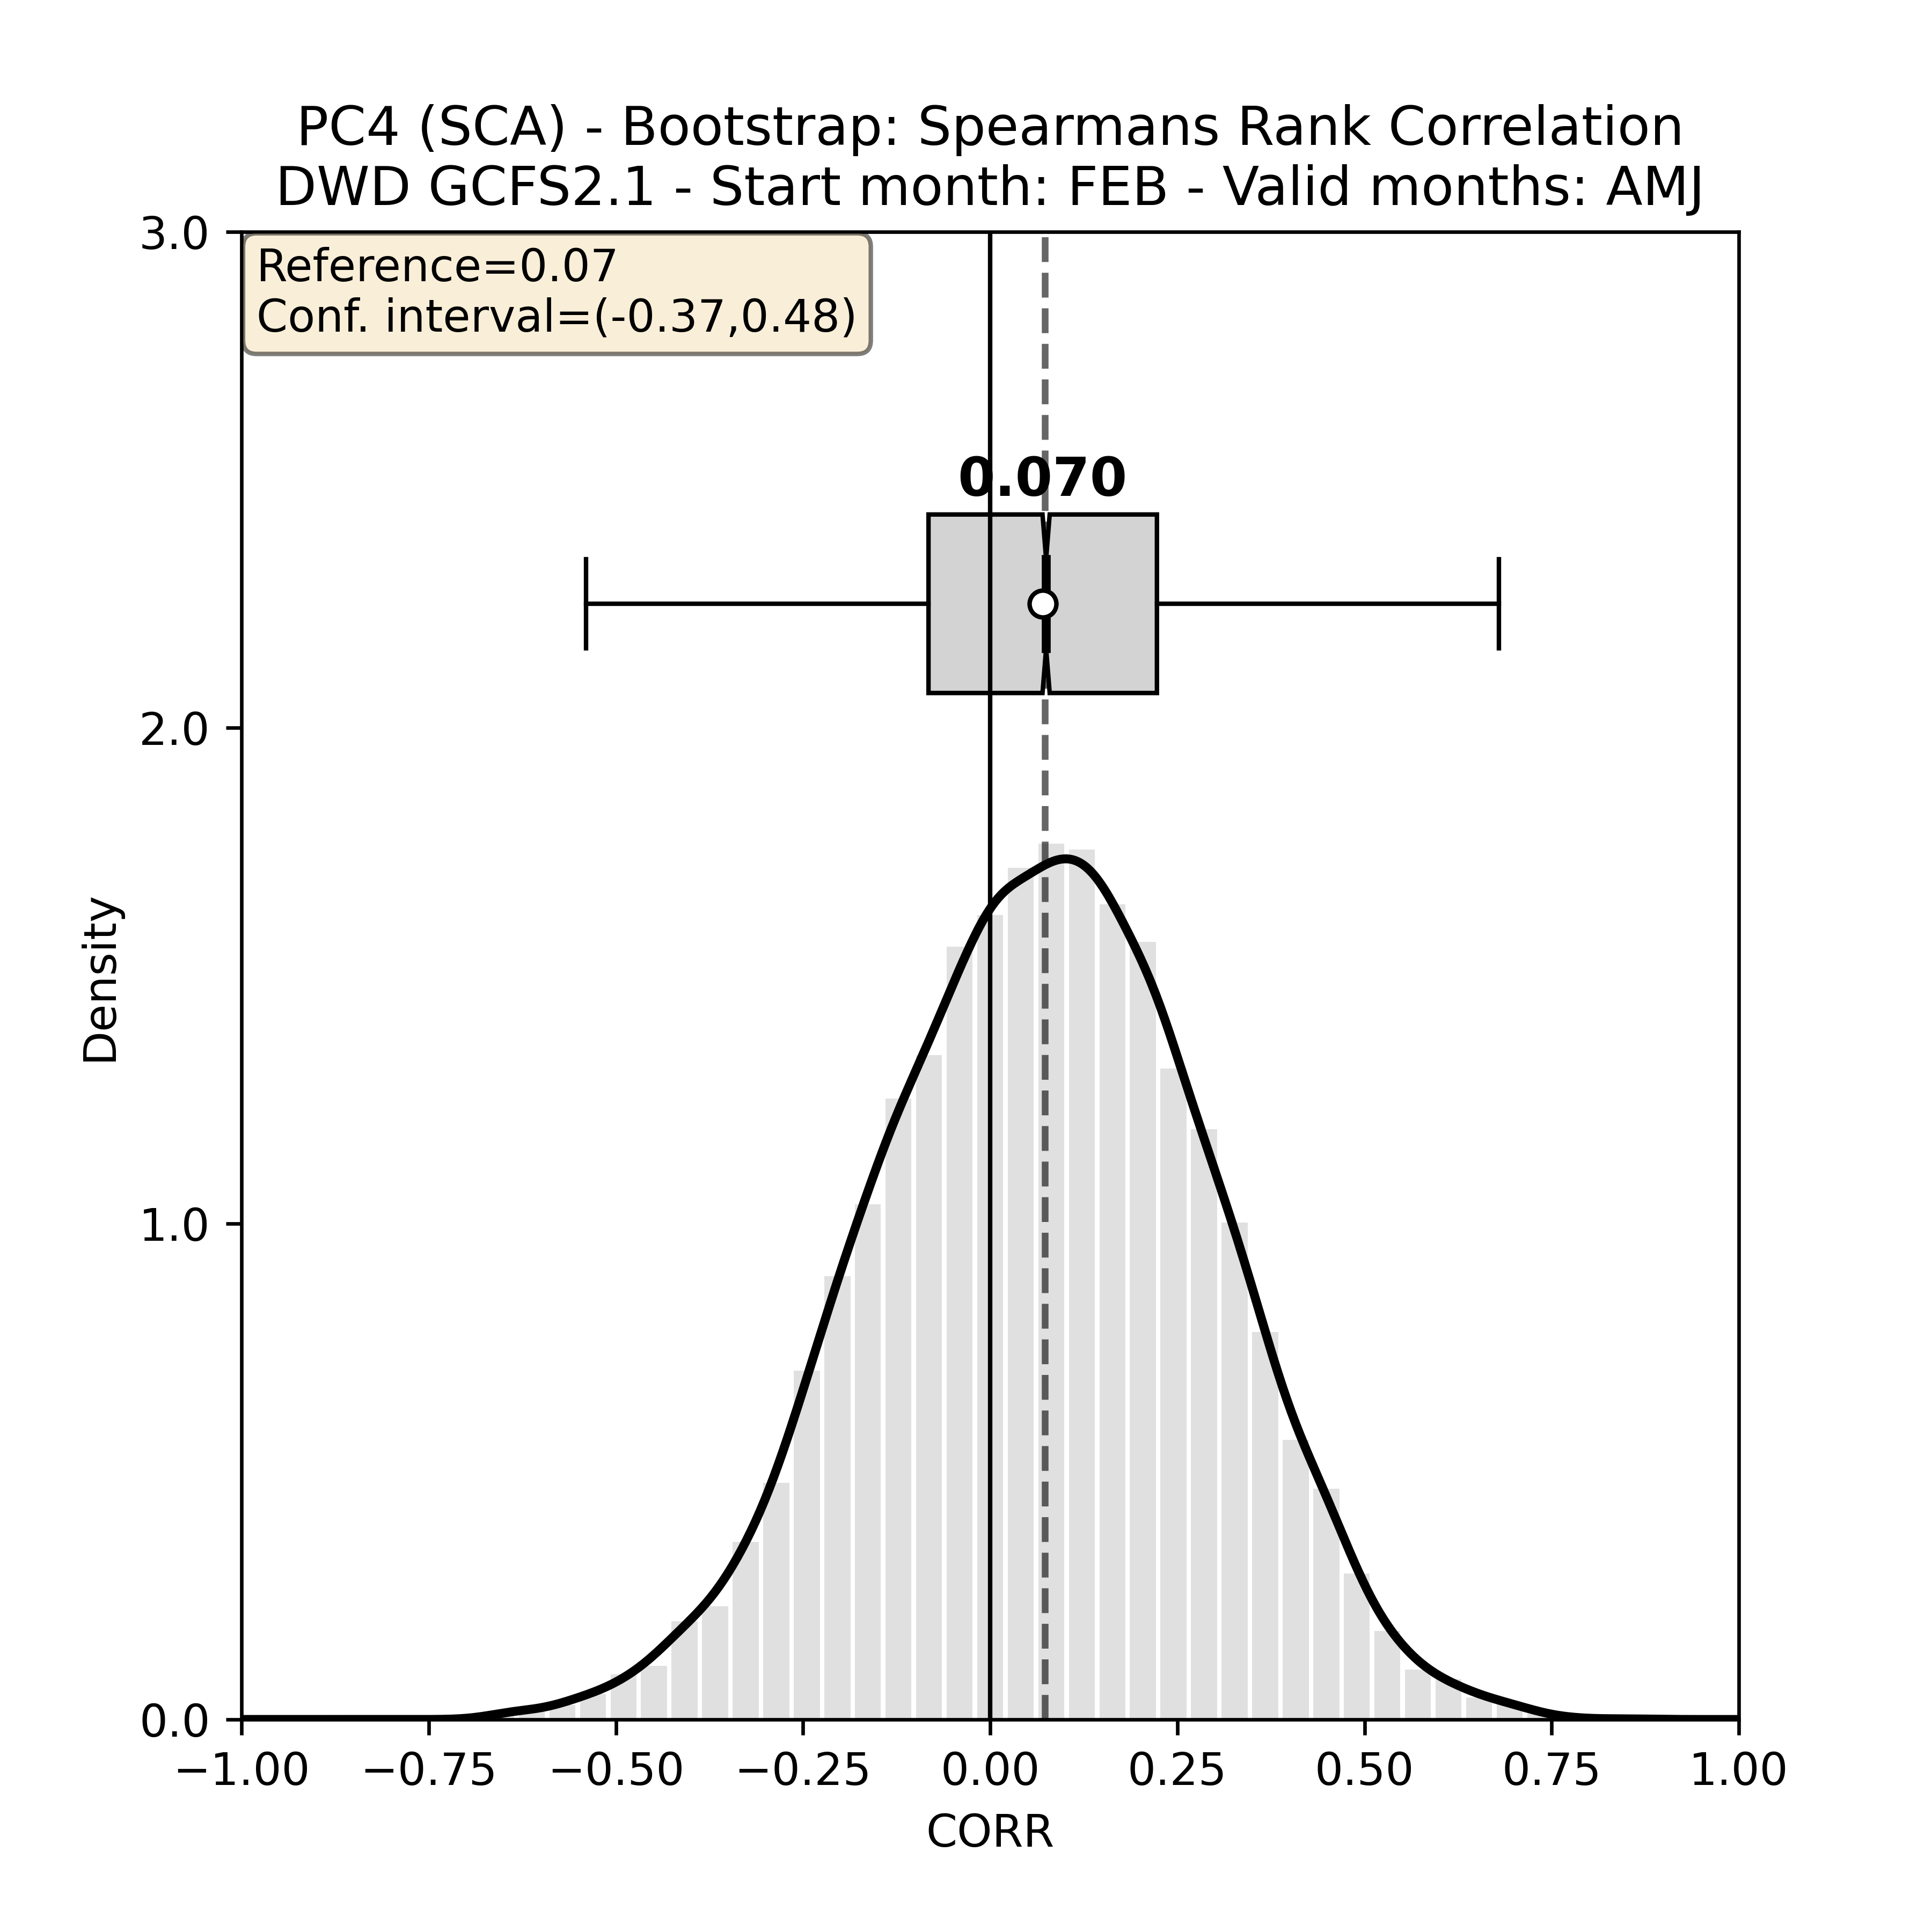 PC4 (SCA) - Bootstrap: Spearmans Rank Correlation
DWD GCFS2.1 - Start month: FEB - Valid months: AMJ
3.0
Reference=0.07
Conf. interval=(-0.37,0.48)
0.070
2.0
Density
1.0
0.0
−1.00 −0.75 −0.50 −0.25 0.00 0.25 0.50 0.75 1.00
CORR